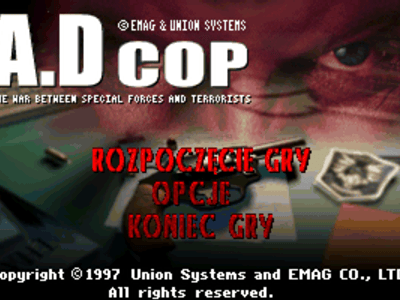 © EMAG & UNION SYSTEMS
A.D COP
HE WAR BETWEEN SPECIAL FORCES AND TERRORISTS
ROZPOCZĘCIE GRY
OPCJE
KONIEC GRY
opyright © 1997 Union Systems and EMAG CO., LT
All rights reserved.